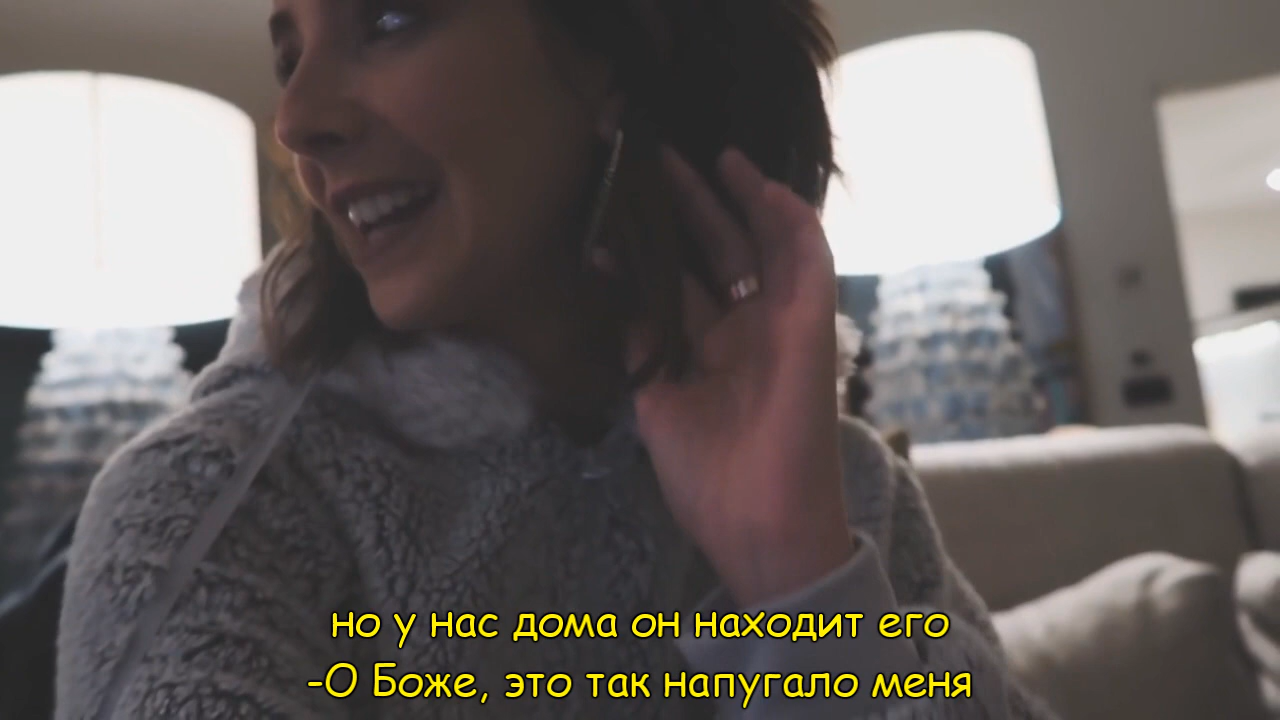 но у нас дома он находит его
-О Боже, это так напугало меня